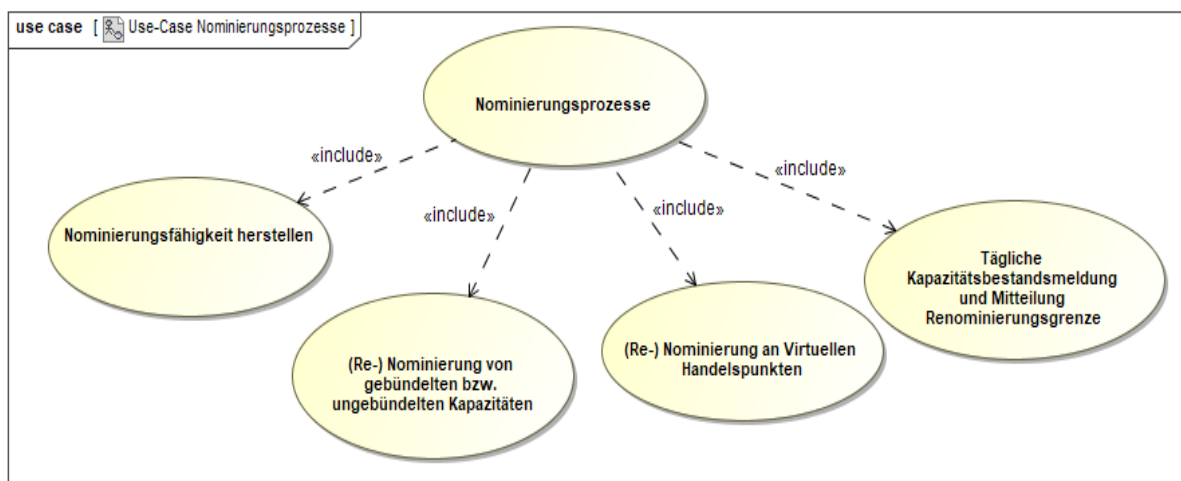 use case [ Use-Case Nominierungsprozesse ]
Nominierungsprozesse
«include»
«include»
«include»
«include»
Nominierungsfähigkeit herstellen
(Re-) Nominierung von
gebündelten bzw.
ungebündelten Kapazitäten
(Re-) Nominierung an Virtuellen
Handelspunkten
Tägliche
Kapazitätsbestandsmeldung
und Mitteilung
Renominierungsgrenze